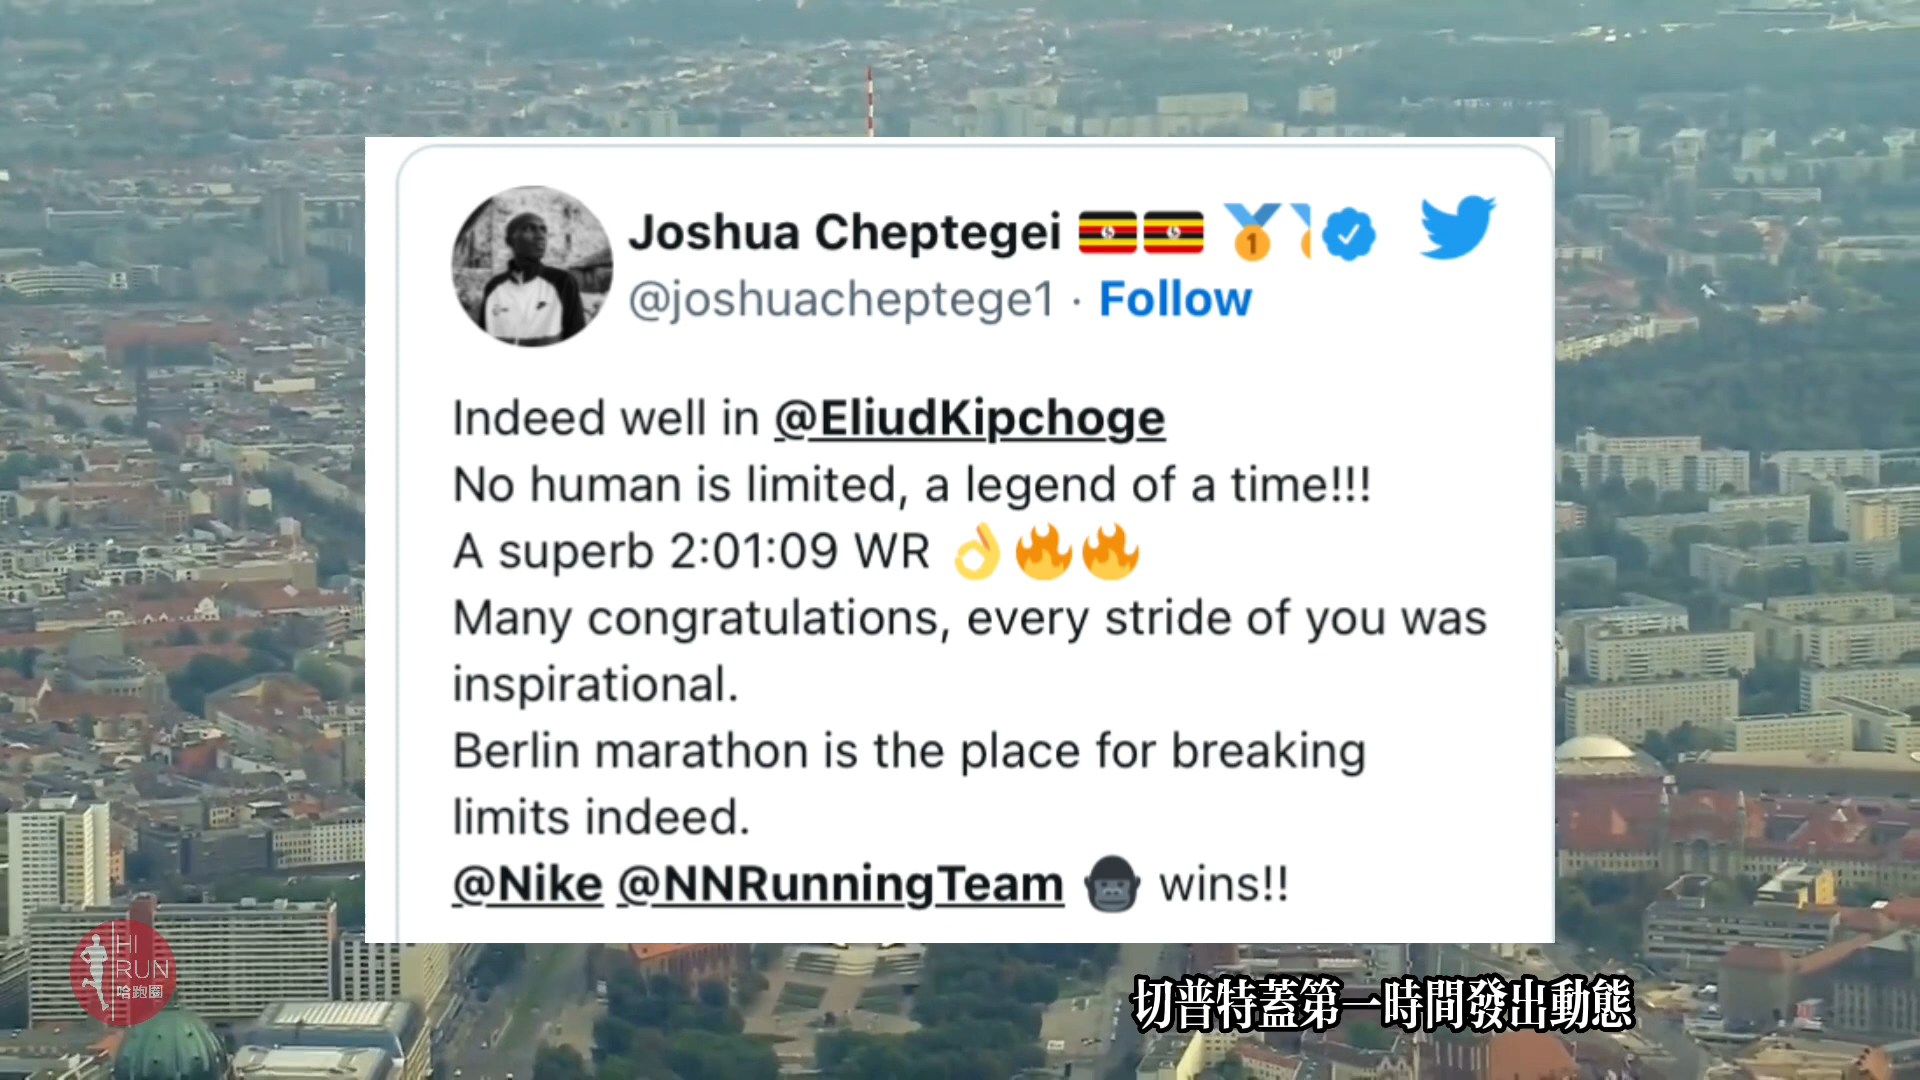 Joshua Cheptegei 🇺🇬🇺🇬 🥇
@joshuacheptege1 · Follow
Indeed well in @EliudKipchoge
No human is limited, a legend of a time!!!
A superb 2:01:09 WR 👌🔥🔥
Many congratulations, every stride of you was
inspirational.
Berlin marathon is the place for breaking
limits indeed.
@Nike @NNRunningTeam 🦍 wins!!
HI
RUN
哈跑圈
切普特蓋第一時間發出動態